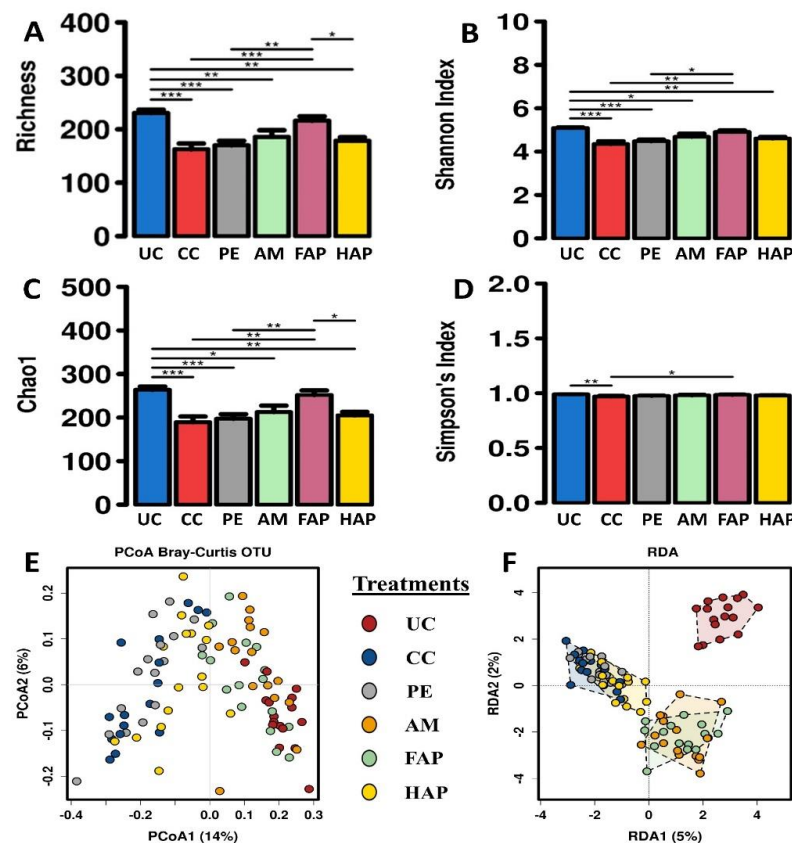 A
Richness
400
300
200
100
0
**
*
***
**
**
***
***
UC CC PE AM FAP HAP
B
Shannon Index
10
8
6
4
2
0
*
**
**
*
***
***
UC CC PE AM FAP HAP
C
Chao1
500
400
300
200
100
0
**
*
**
**
*
***
***
UC CC PE AM FAP HAP
D
Simpson's Index
2.0
1.5
1.0
0.5
0.0
**
*
UC CC PE AM FAP HAP
E
PCoA Bray-Curtis OTU
PCoA2 (6%)
0.2
0.1
0.0
-0.1
-0.2
-0.4 -0.3 -0.2 -0.1 0.0 0.1 0.2 0.3
PCoA1 (14%)
Treatments
UC
CC
PE
AM
FAP
HAP
F
RDA
RDA2 (2%)
4
2
0
-2
-4
-4 -2 0 2 4
RDA1 (5%)